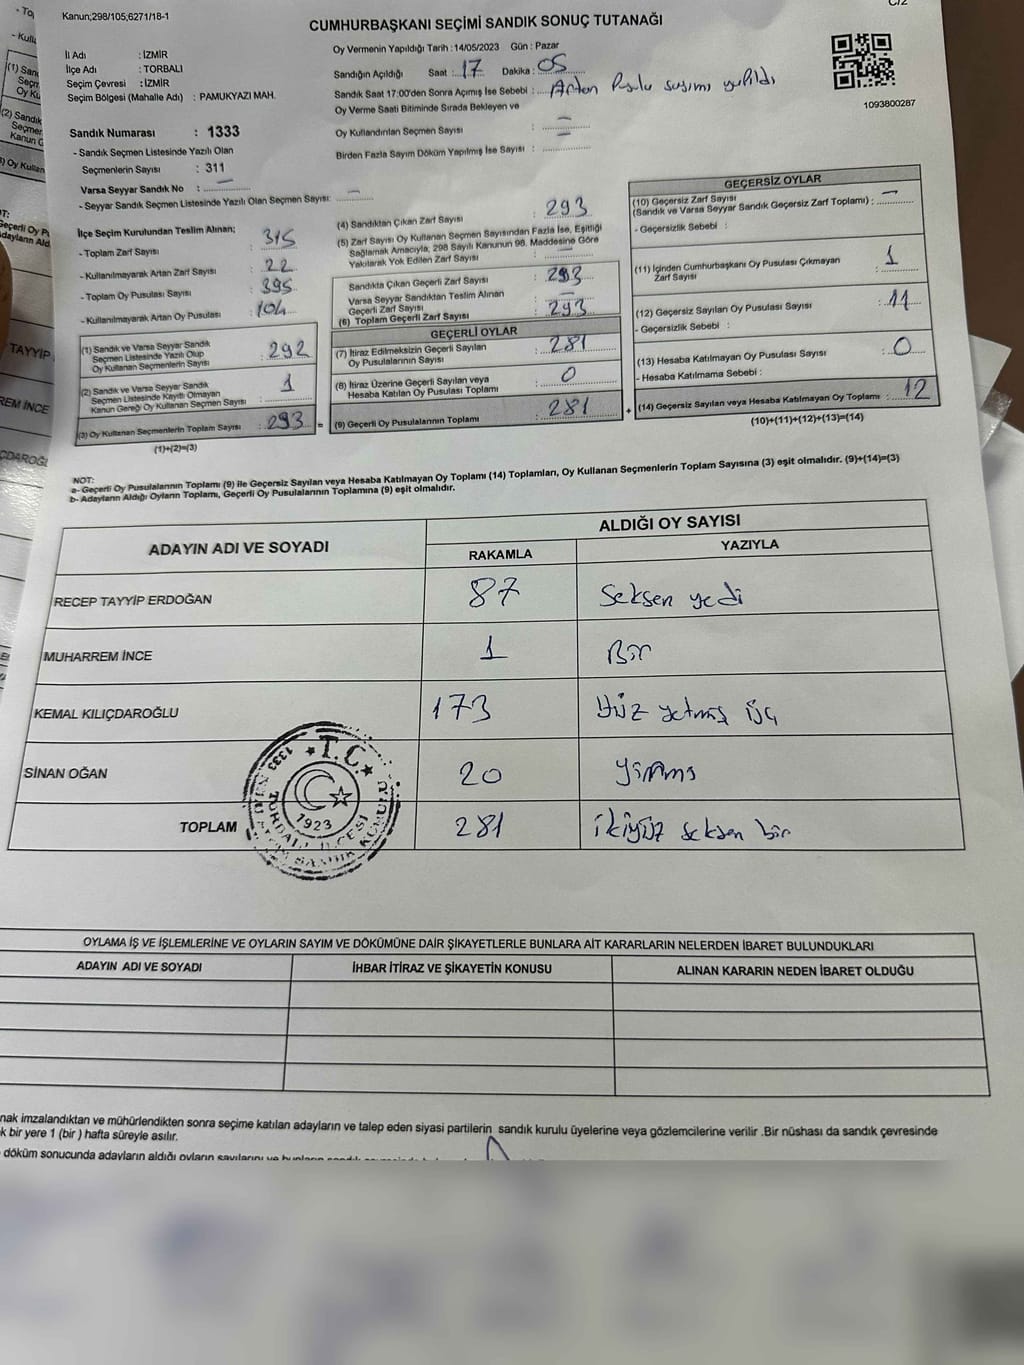 Kanun;298/105;6271/18-1
C/2
CUMHURBAŞKANI SEÇİMİ SANDIK SONUÇ TUTANAĞI
İl Adı : İZMİR
İlçe Adı : TORBALI
Seçim Çevresi : İZMİR
Seçim Bölgesi (Mahalle Adı) : PAMUKYAZI MAH.
Oy Vermenin Yapıldığı Tarih : 14/05/2023 Gün : Pazar
Sandığın Açıldığı Saat : 17 Dakika : 05
Sandık Saat 17:00'den Sonra Açımış İse Sebebi : Artan Pusula sayımı yapıldı
Oy Verme Saati Bitiminde Sırada Bekleyen ve
Oy Kullandırılan Seçmen Sayısı : —
Birden Fazla Sayım Döküm Yapılmış İse Sayısı : —
1093800287
Sandık Numarası : 1333
- Sandık Seçmen Listesinde Yazılı Olan
Seçmenlerin Sayısı : 311
Varsa Seyyar Sandık No : —
- Seyyar Sandık Seçmen Listesinde Yazılı Olan Seçmen Sayısı: —
İlçe Seçim Kurulundan Teslim Alınan;
- Toplam Zarf Sayısı : 315
- Kullanılmayarak Artan Zarf Sayısı : 22
- Toplam Oy Pusulası Sayısı : 395
- Kullanılmayarak Artan Oy Pusulası : 104
(1) Sandık ve Varsa Seyyar Sandık
Seçmen Listesinde Yazılı Olup
Oy Kullanan Seçmenlerin Sayısı : 292
(2) Sandık ve Varsa Seyyar Sandık
Seçmen Listesinde Kayıtlı Olmayan
Kanun Gereği Oy Kullanan Seçmen Sayısı : 1
(3) Oy Kullanan Seçmenlerin Toplam Sayısı : 293
(1)+(2)=(3)
(4) Sandıktan Çıkan Zarf Sayısı : 293
(5) Zarf Sayısı Oy Kullanan Seçmen Sayısından Fazla İse, Eşitliği
Sağlamak Amacıyla; 298 Sayılı Kanunun 98. Maddesine Göre
Yakılarak Yok Edilen Zarf Sayısı : —
Sandıkta Çıkan Geçerli Zarf Sayısı : 293
Varsa Seyyar Sandıktan Teslim Alınan
Geçerli Zarf Sayısı : —
(6) Toplam Geçerli Zarf Sayısı : 293
GEÇERLİ OYLAR
(7) İtiraz Edilmeksizin Geçerli Sayılan
Oy Pusulalarının Sayısı : 281
(8) İtiraz Üzerine Geçerli Sayılan veya
Hesaba Katılan Oy Pusulası Toplamı : 0
= (9) Geçerli Oy Pusulalarının Toplamı : 281 +
GEÇERSİZ OYLAR
(10) Geçersiz Zarf Sayısı
(Sandık ve Varsa Seyyar Sandık Geçersiz Zarf Toplamı) : —
- Geçersizlik Sebebi :
(11) İçinden Cumhurbaşkanı Oy Pusulası Çıkmayan
Zarf Sayısı : 1
(12) Geçersiz Sayılan Oy Pusulası Sayısı : 11
- Geçersizlik Sebebi :
(13) Hesaba Katılmayan Oy Pusulası Sayısı : 0
- Hesaba Katılmama Sebebi :
(14) Geçersiz Sayılan veya Hesaba Katılmayan Oy Toplamı : 12
(10)+(11)+(12)+(13)=(14)
NOT:
a- Geçerli Oy Pusulalarının Toplamı (9) ile Geçersiz Sayılan veya Hesaba Katılmayan Oy Toplamı (14) Toplamları, Oy Kullanan Seçmenlerin Toplam Sayısına (3) eşit olmalıdır. (9)+(14)=(3)
b- Adayların Aldığı Oyların Toplamı, Geçerli Oy Pusulalarının Toplamına (9) eşit olmalıdır.
ADAYIN ADI VE SOYADI
ALDIĞI OY SAYISI
RAKAMLA YAZIYLA
RECEP TAYYİP ERDOĞAN 87 Seksen yedi
MUHARREM İNCE 1 Bir
KEMAL KILIÇDAROĞLU 173 Yüz yetmiş üç
SİNAN OĞAN 20 Yirmi
TOPLAM 281 ikiyüz seksen bir
T.C.
1333
1923
TORBALI İLÇESİ
SANDIK KURULU
OYLAMA İŞ VE İŞLEMLERİNE VE OYLARIN SAYIM VE DÖKÜMÜNE DAİR ŞİKAYETLERLE BUNLARA AİT KARARLARIN NELERDEN İBARET BULUNDUKLARI
ADAYIN ADI VE SOYADI İHBAR İTİRAZ VE ŞİKAYETİN KONUSU ALINAN KARARIN NEDEN İBARET OLDUĞU
nak imzalandıktan ve mühürlendikten sonra seçime katılan adayların ve talep eden siyasi partilerin sandık kurulu üyelerine veya gözlemcilerine verilir .Bir nüshası da sandık çevresinde
k bir yere 1 (bir ) hafta süreyle asılır.
döküm sonucunda adayların aldığı oyların sayılarını ve bunların